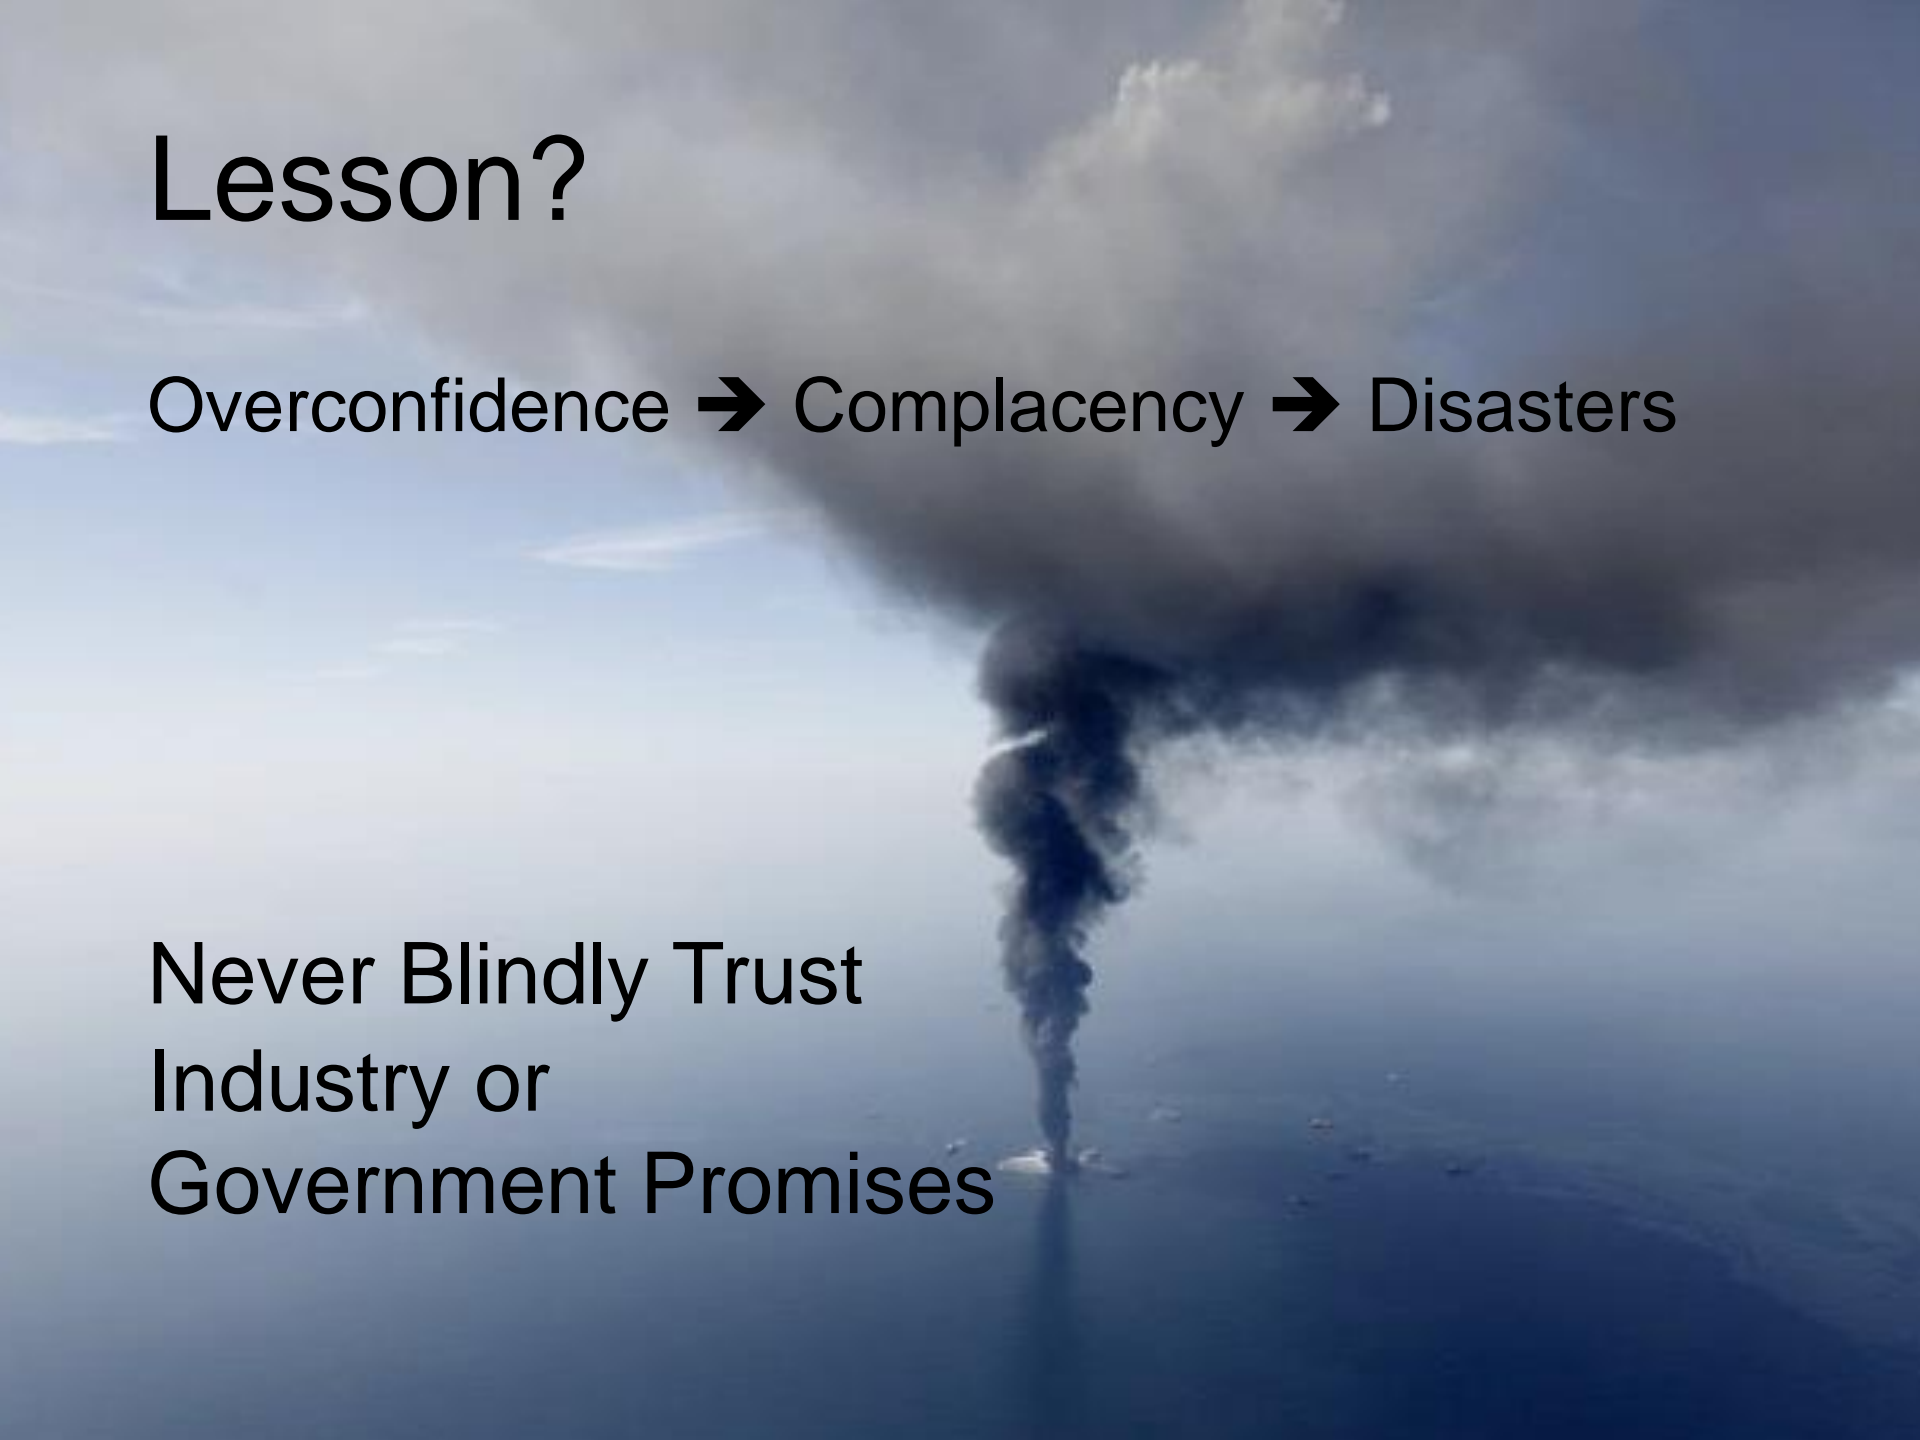 Lesson?
Overconfidence 🡺 Complacency 🡺 Disasters
Never Blindly Trust
Industry or
Government Promises